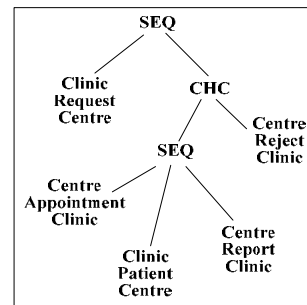 SEQ
Clinic
Request
Centre
CHC
Centre
Reject
Clinic
SEQ
Centre
Appointment
Clinic
Clinic
Patient
Centre
Centre
Report
Clinic